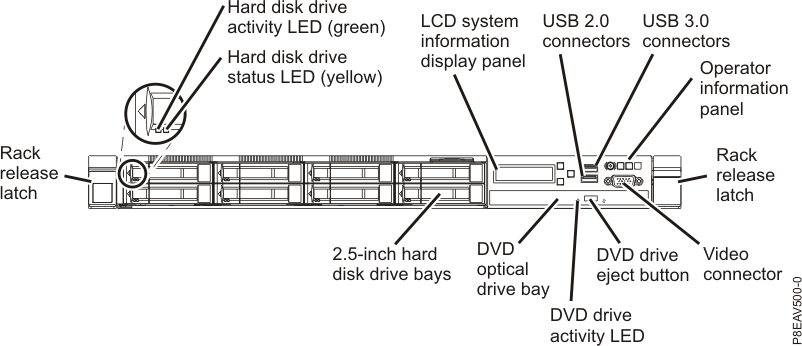 Hard disk drive
activity LED (green)
Hard disk drive
status LED (yellow)
LCD system
information
display panel
USB 2.0
connectors
USB 3.0
connectors
Operator
information
panel
Rack
release
latch
Rack
release
latch
2.5-inch hard
disk drive bays
DVD
optical
drive bay
DVD drive
activity LED
DVD drive
eject button
Video
connector
P8EAV500-0